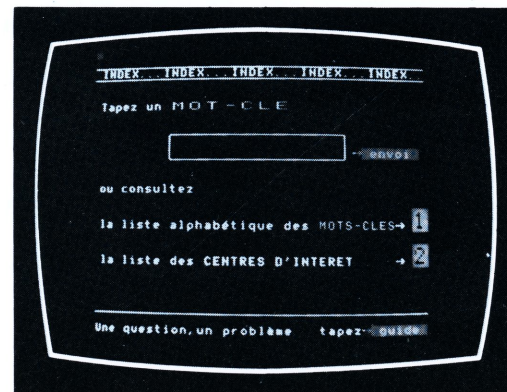 INDEX...INDEX...INDEX...INDEX...INDEX..
Tapez un MOT-CLE
→ envoi
ou consultez
la liste alphabétique des MOTS-CLES→ 1
la liste des CENTRES D'INTERET → 2
Une question,un problème tapez→ guide